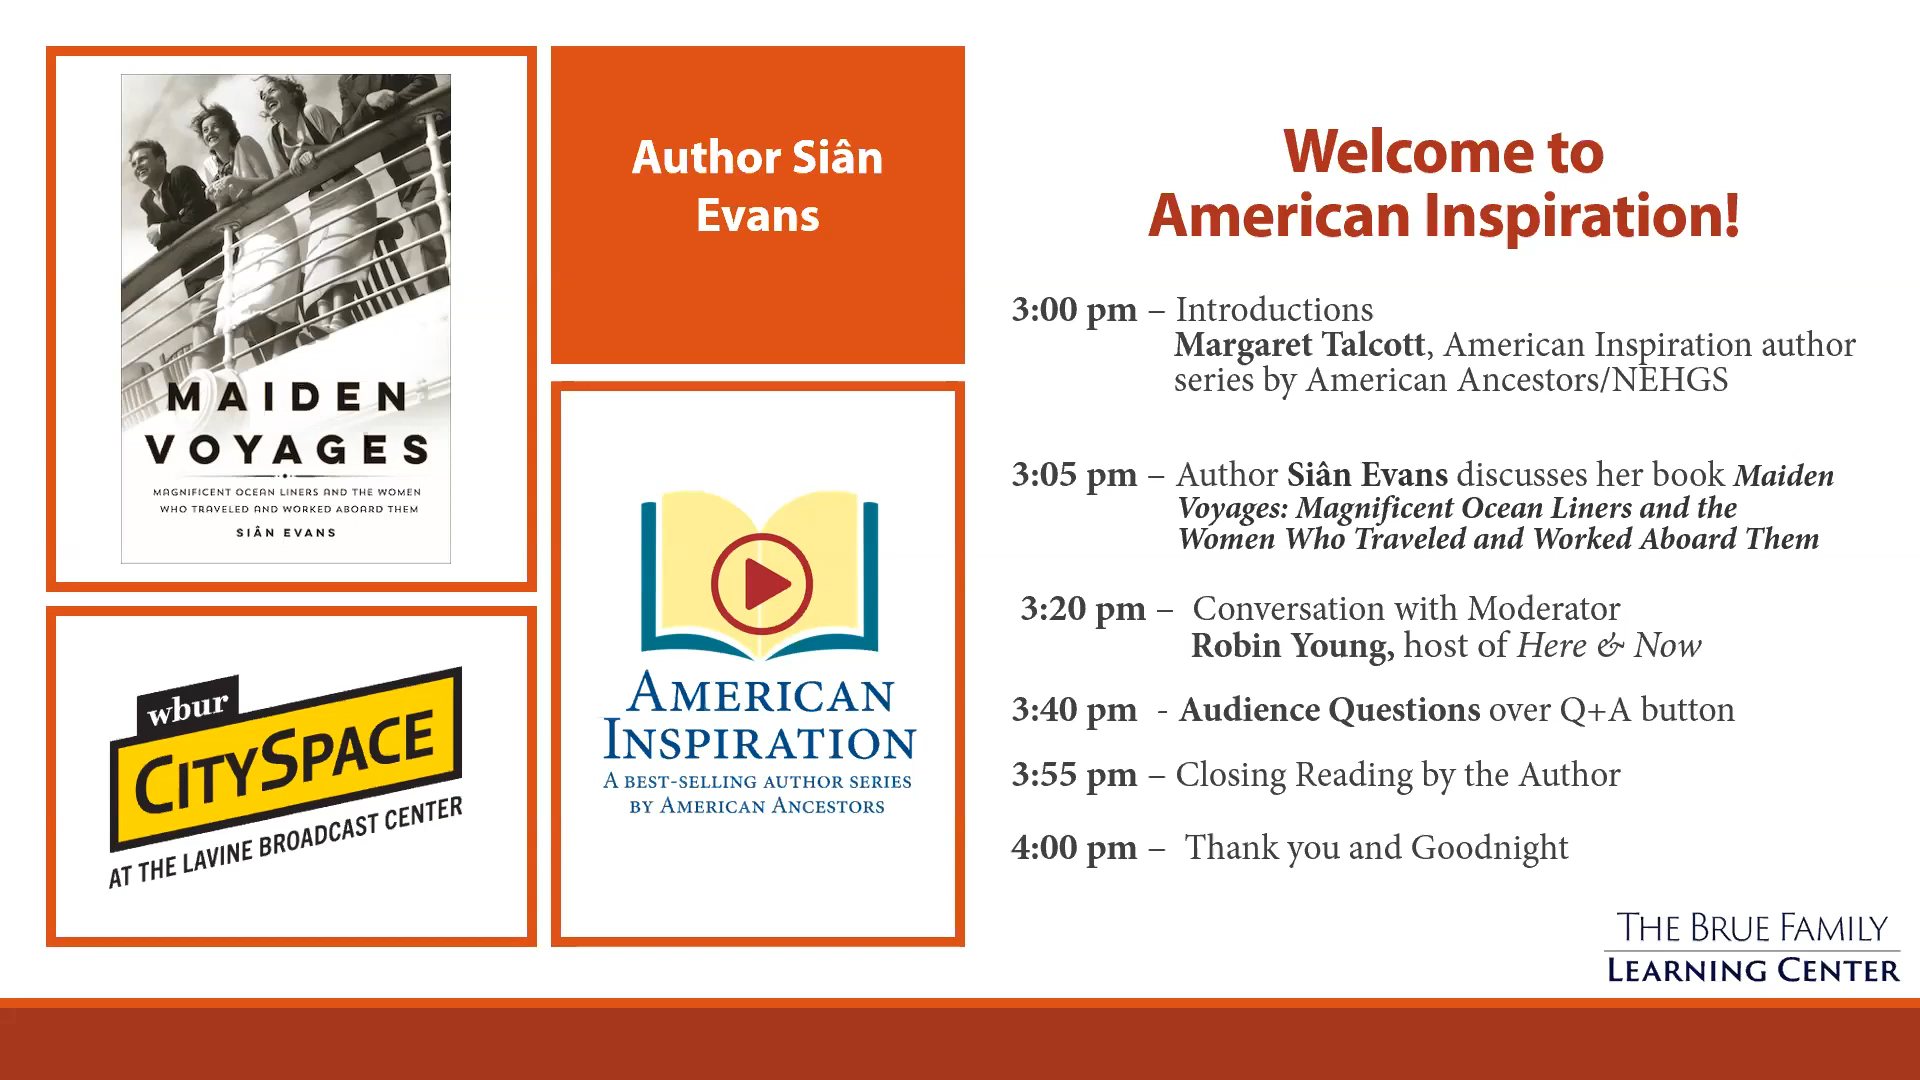 MAIDEN
VOYAGES
MAGNIFICENT OCEAN LINERS AND THE WOMEN
WHO TRAVELED AND WORKED ABOARD THEM
SIÂN EVANS
Author Siân
Evans
wbur
CITYSPACE
AT THE LAVINE BROADCAST CENTER
AMERICAN
INSPIRATION
A BEST-SELLING AUTHOR SERIES
BY AMERICAN ANCESTORS
Welcome to
American Inspiration!
3:00 pm – Introductions
Margaret Talcott, American Inspiration author
series by American Ancestors/NEHGS
3:05 pm – Author Siân Evans discusses her book Maiden
Voyages: Magnificent Ocean Liners and the
Women Who Traveled and Worked Aboard Them
3:20 pm – Conversation with Moderator
Robin Young, host of Here & Now
3:40 pm - Audience Questions over Q+A button
3:55 pm – Closing Reading by the Author
4:00 pm – Thank you and Goodnight
THE BRUE FAMILY
LEARNING CENTER